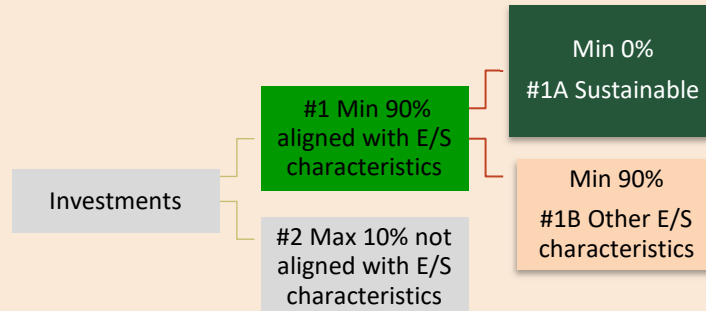 Investments
#1 Min 90%
aligned with E/S
characteristics
#2 Max 10% not
aligned with E/S
characteristics
Min 0%
#1A Sustainable
Min 90%
#1B Other E/S
characteristics